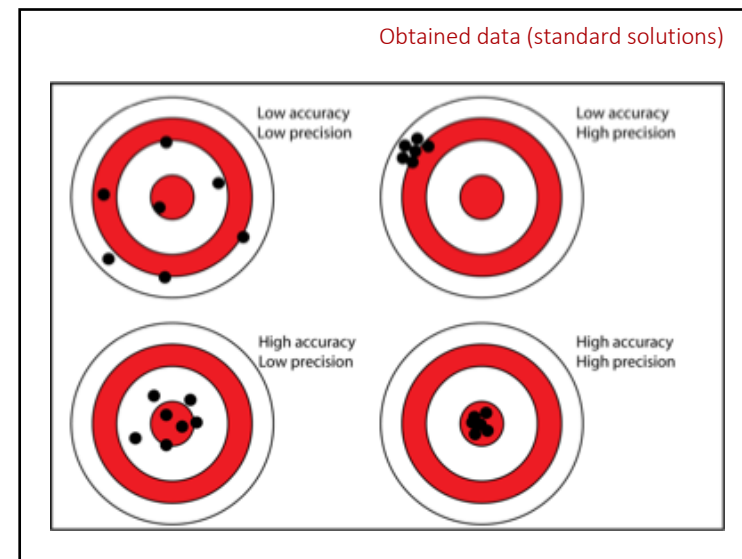 Obtained data (standard solutions)
Low accuracy
Low precision
Low accuracy
High precision
High accuracy
Low precision
High accuracy
High precision